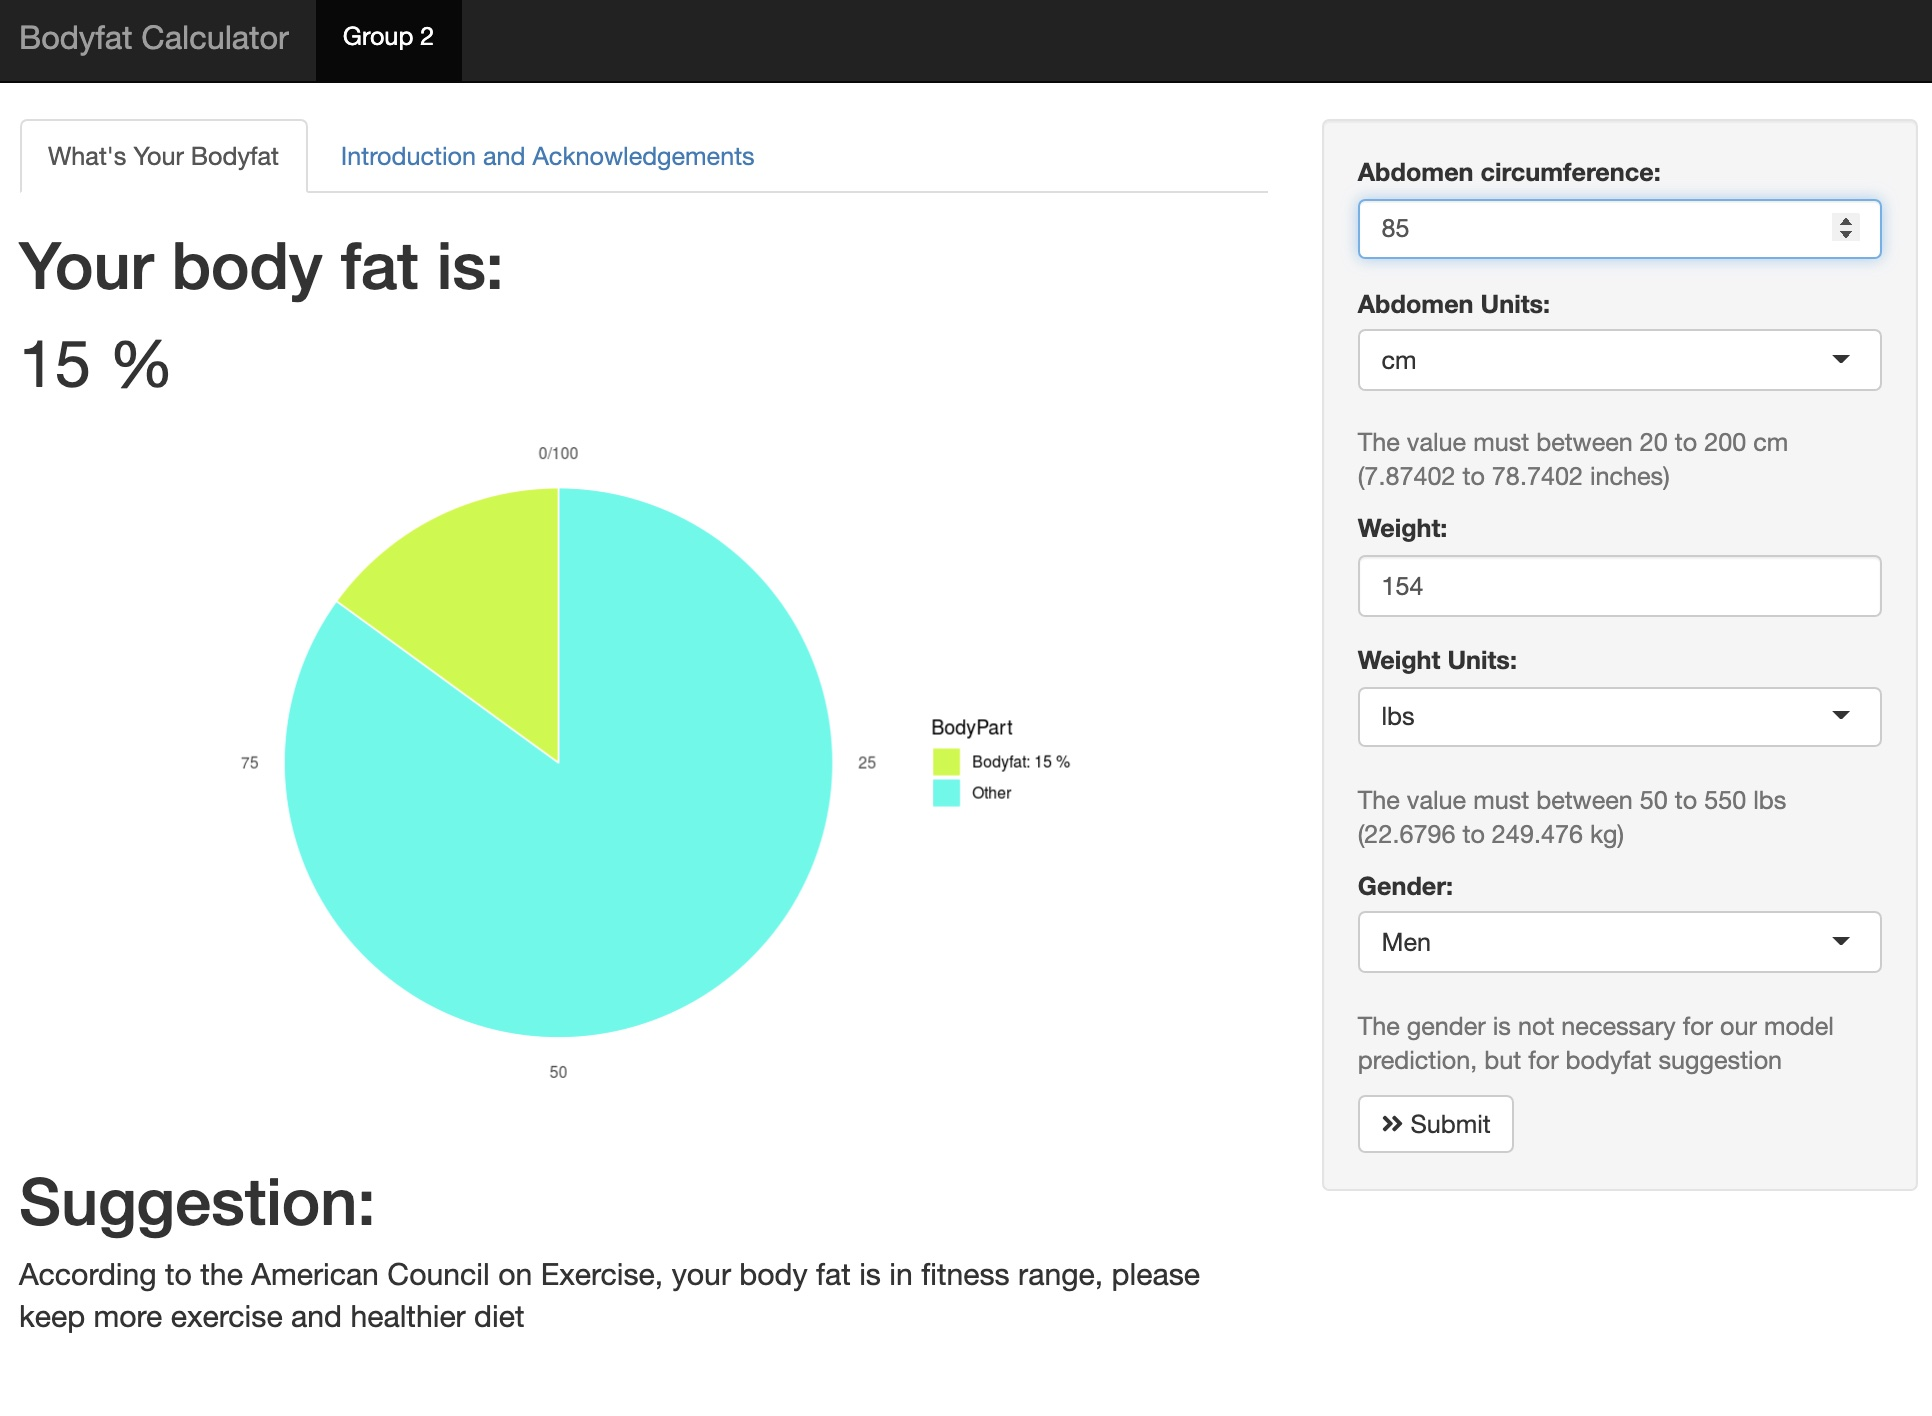 Bodyfat Calculator
Group 2
What's Your Bodyfat
Introduction and Acknowledgements
Your body fat is:
15 %
0/100
75
25
50
BodyPart
Bodyfat: 15 %
Other
Suggestion:
According to the American Council on Exercise, your body fat is in fitness range, please
keep more exercise and healthier diet
Abdomen circumference:
85
Abdomen Units:
cm
The value must between 20 to 200 cm
(7.87402 to 78.7402 inches)
Weight:
154
Weight Units:
lbs
The value must between 50 to 550 lbs
(22.6796 to 249.476 kg)
Gender:
Men
The gender is not necessary for our model
prediction, but for bodyfat suggestion
Submit